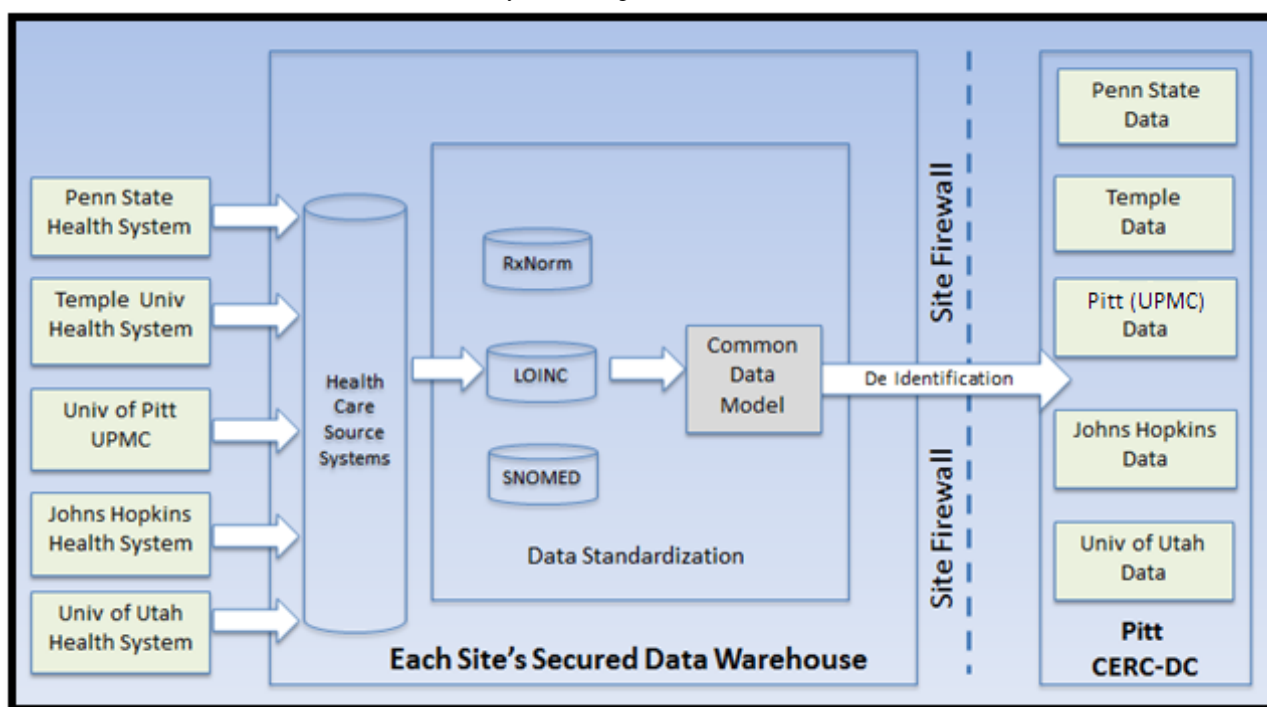 Penn State
Health System
Temple Univ
Health System
Univ of Pitt
UPMC
Johns Hopkins
Health System
Univ of Utah
Health System
Health
Care
Source
Systems
RxNorm
LOINC
SNOMED
Common
Data
Model
Data Standardization
Each Site's Secured Data Warehouse
Site Firewall
Site Firewall
De Identification
Penn State
Data
Temple
Data
Pitt (UPMC)
Data
Johns Hopkins
Data
Univ of Utah
Data
Pitt
CERC-DC